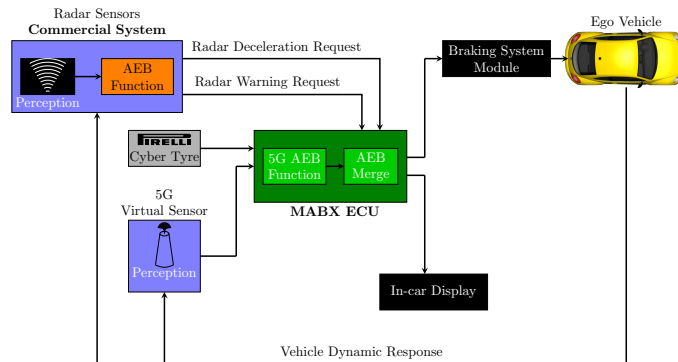 Radar Sensors
Commercial System
Perception
AEB
Function
Radar Deceleration Request
Radar Warning Request
Braking System
Module
Ego Vehicle
PIRELLI
Cyber Tyre
5G AEB
Function
AEB
Merge
MABX ECU
5G
Virtual Sensor
Perception
In-car Display
Vehicle Dynamic Response